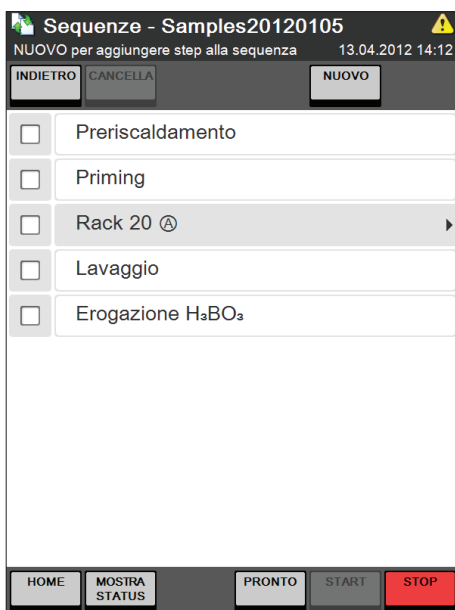 Sequenze - Samples20120105
NUOVO per aggiungere step alla sequenza 13.04.2012 14:12
INDIETRO CANCELLA NUOVO
Preriscaldamento
Priming
Rack 20 Ⓐ
Lavaggio
Erogazione H₃BO₃
HOME MOSTRA STATUS PRONTO START STOP